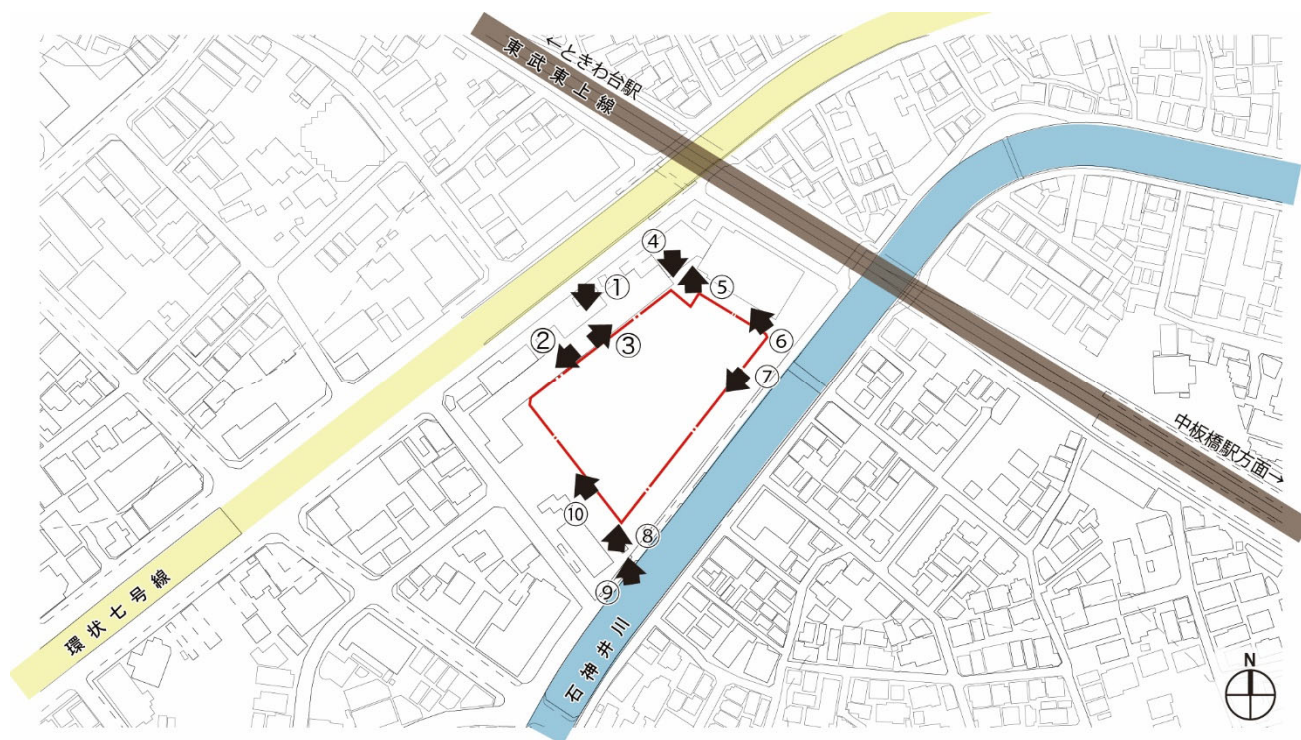 ←ときわ台駅
東武東上線
④
①
⑤
②
③
⑥
⑦
中板橋駅方面→
⑩
⑧
⑨
環状七号線
石神井川
N